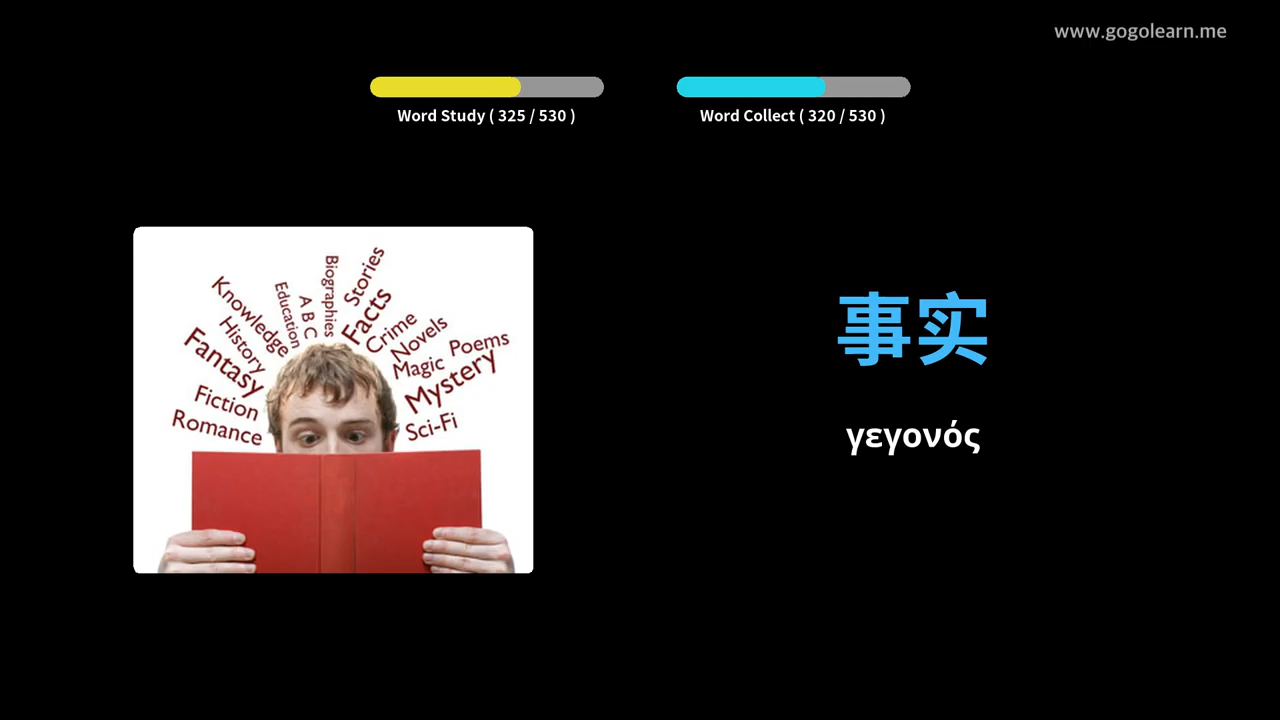 www.gogolearn.me
Word Study ( 325 / 530 )
Word Collect ( 320 / 530 )
Biographies
Stories
Knowledge
Education
A B C
Facts
History
Crime
Novels
Fantasy
Magic
Poems
Mystery
Fiction
Romance
Sci-Fi
事实
γεγονός